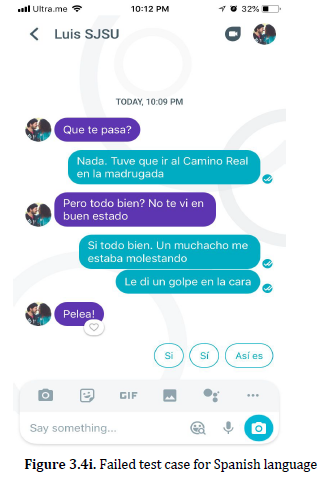 Ultra.me 10:12 PM 32%
Luis SJSU
TODAY, 10:09 PM
Que te pasa?
Nada. Tuve que ir al Camino Real
en la madrugada
Pero todo bien? No te vi en
buen estado
Si todo bien. Un muchacho me
estaba molestando
Le di un golpe en la cara
Pelea!
Si Sí Así es
GIF
Say something...
Figure 3.4i. Failed test case for Spanish language